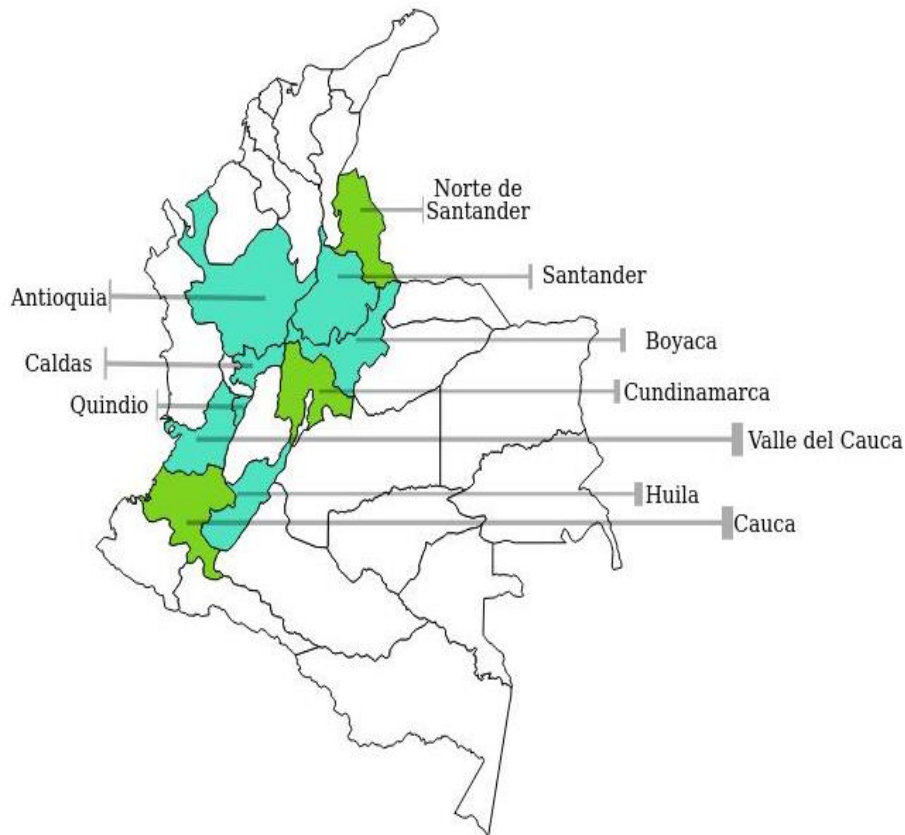 Norte de
Santander
Santander
Antioquia
Boyaca
Caldas
Cundinamarca
Quindio
Valle del Cauca
Huila
Cauca